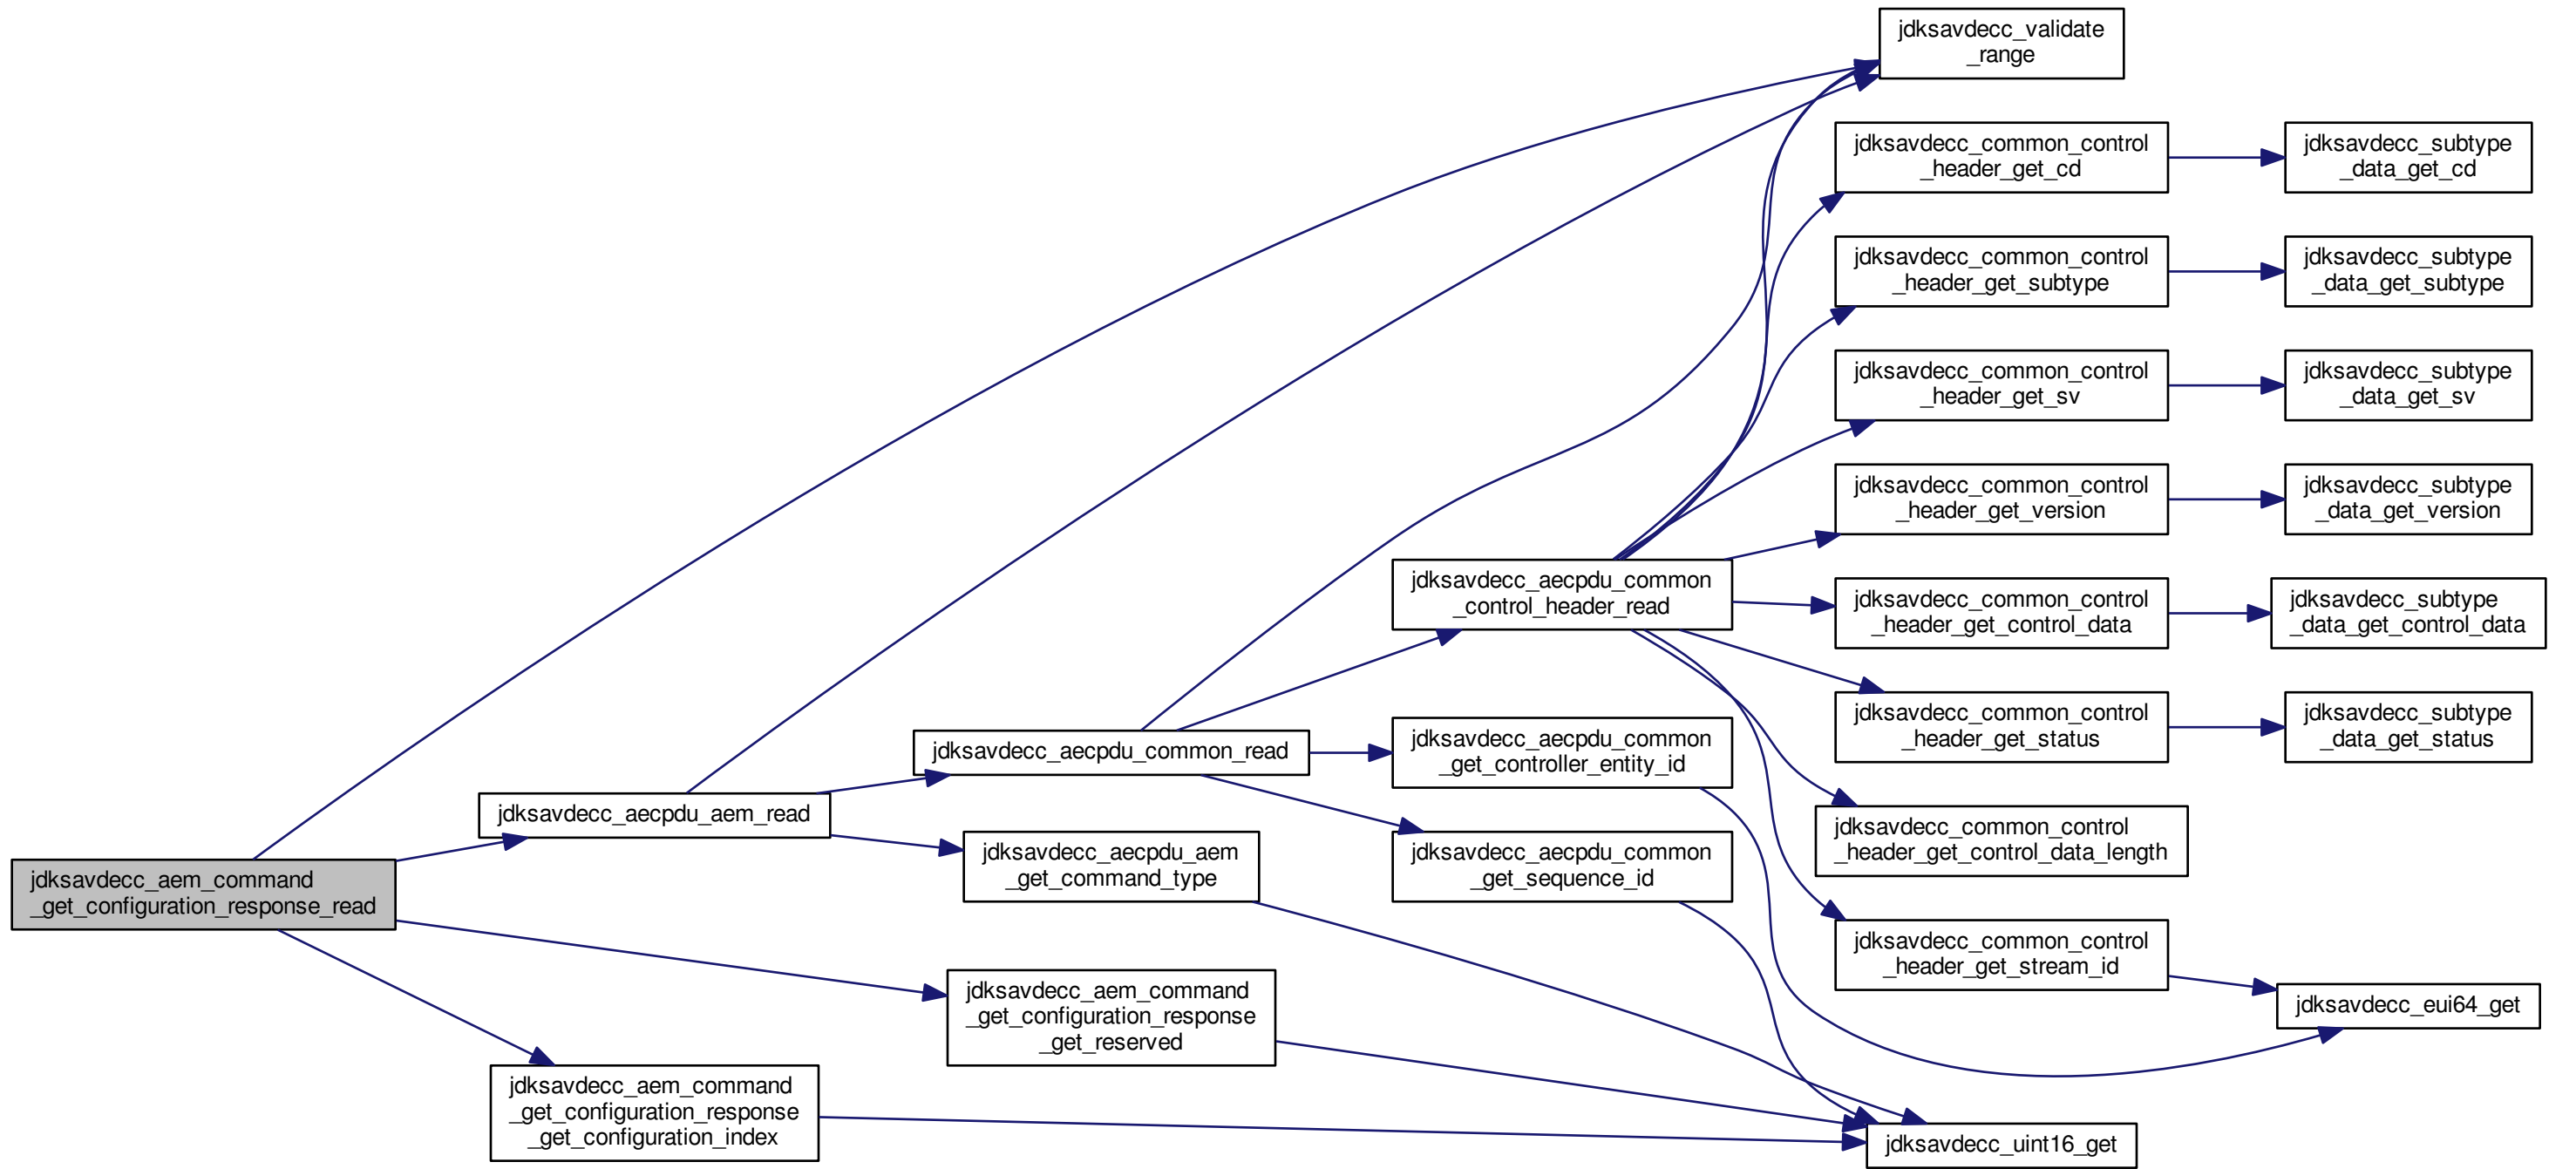 jdksavdecc_aem_command
_get_configuration_response_read
jdksavdecc_aecpdu_aem_read
jdksavdecc_aem_command
_get_configuration_response
_get_configuration_index
jdksavdecc_aecpdu_common_read
jdksavdecc_aecpdu_aem
_get_command_type
jdksavdecc_aem_command
_get_configuration_response
_get_reserved
jdksavdecc_aecpdu_common
_control_header_read
jdksavdecc_aecpdu_common
_get_controller_entity_id
jdksavdecc_aecpdu_common
_get_sequence_id
jdksavdecc_validate
_range
jdksavdecc_common_control
_header_get_cd
jdksavdecc_common_control
_header_get_subtype
jdksavdecc_common_control
_header_get_sv
jdksavdecc_common_control
_header_get_version
jdksavdecc_common_control
_header_get_control_data
jdksavdecc_common_control
_header_get_status
jdksavdecc_common_control
_header_get_control_data_length
jdksavdecc_common_control
_header_get_stream_id
jdksavdecc_uint16_get
jdksavdecc_subtype
_data_get_cd
jdksavdecc_subtype
_data_get_subtype
jdksavdecc_subtype
_data_get_sv
jdksavdecc_subtype
_data_get_version
jdksavdecc_subtype
_data_get_control_data
jdksavdecc_subtype
_data_get_status
jdksavdecc_eui64_get